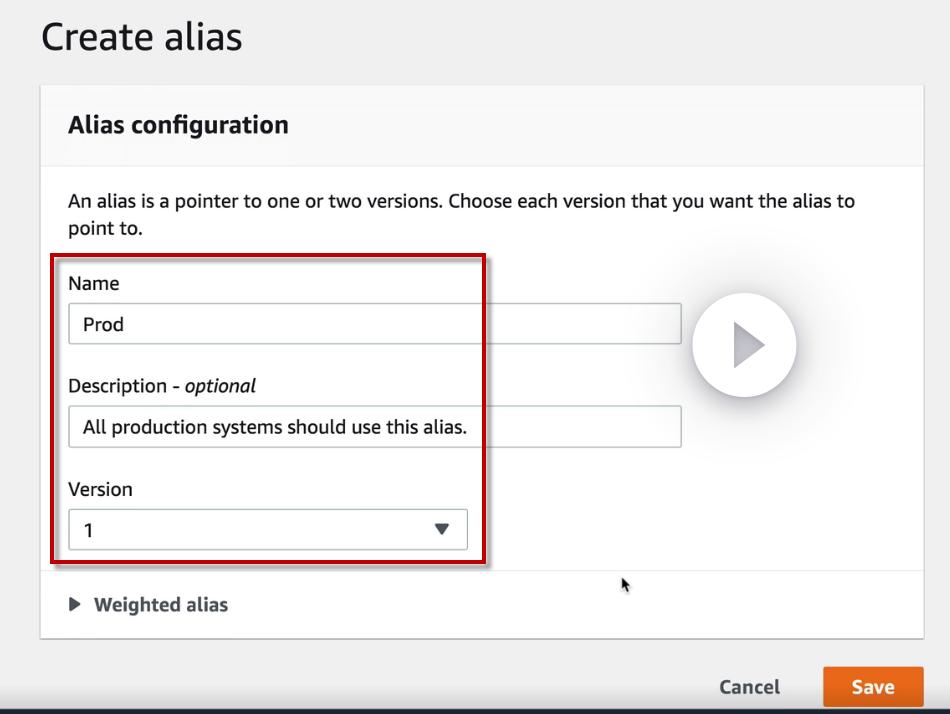 Create alias
Alias configuration
An alias is a pointer to one or two versions. Choose each version that you want the alias to
point to.
Name
Prod
Description - optional
All production systems should use this alias.
Version
1
Weighted alias
Cancel
Save